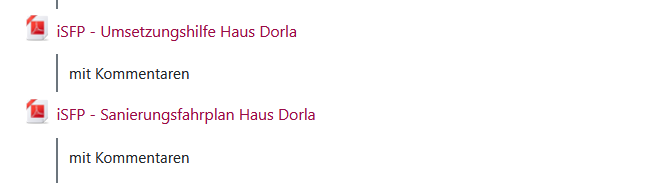 iSFP - Umsetzungshilfe Haus Dorla
mit Kommentaren
iSFP - Sanierungsfahrplan Haus Dorla
mit Kommentaren